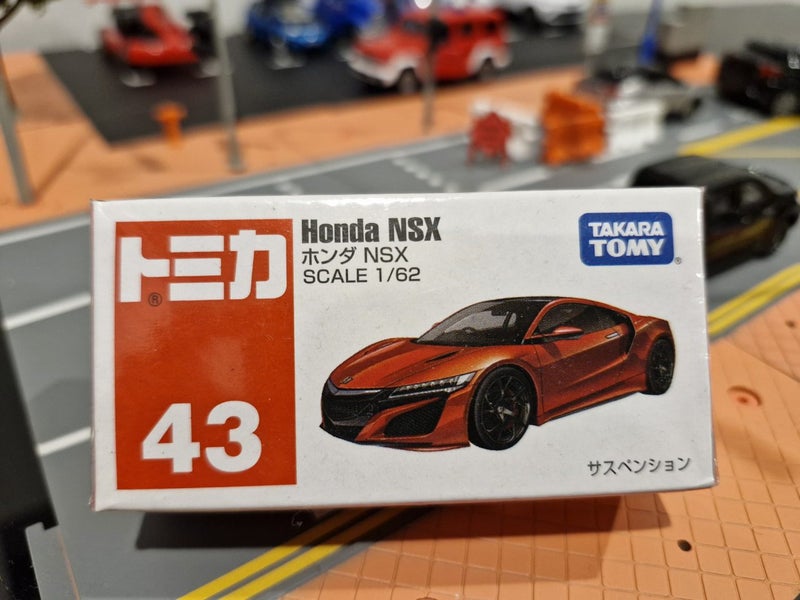 トミカ
®
43
Honda NSX
ホンダ NSX
SCALE 1/62
TAKARA
TOMY
®
サスペンション